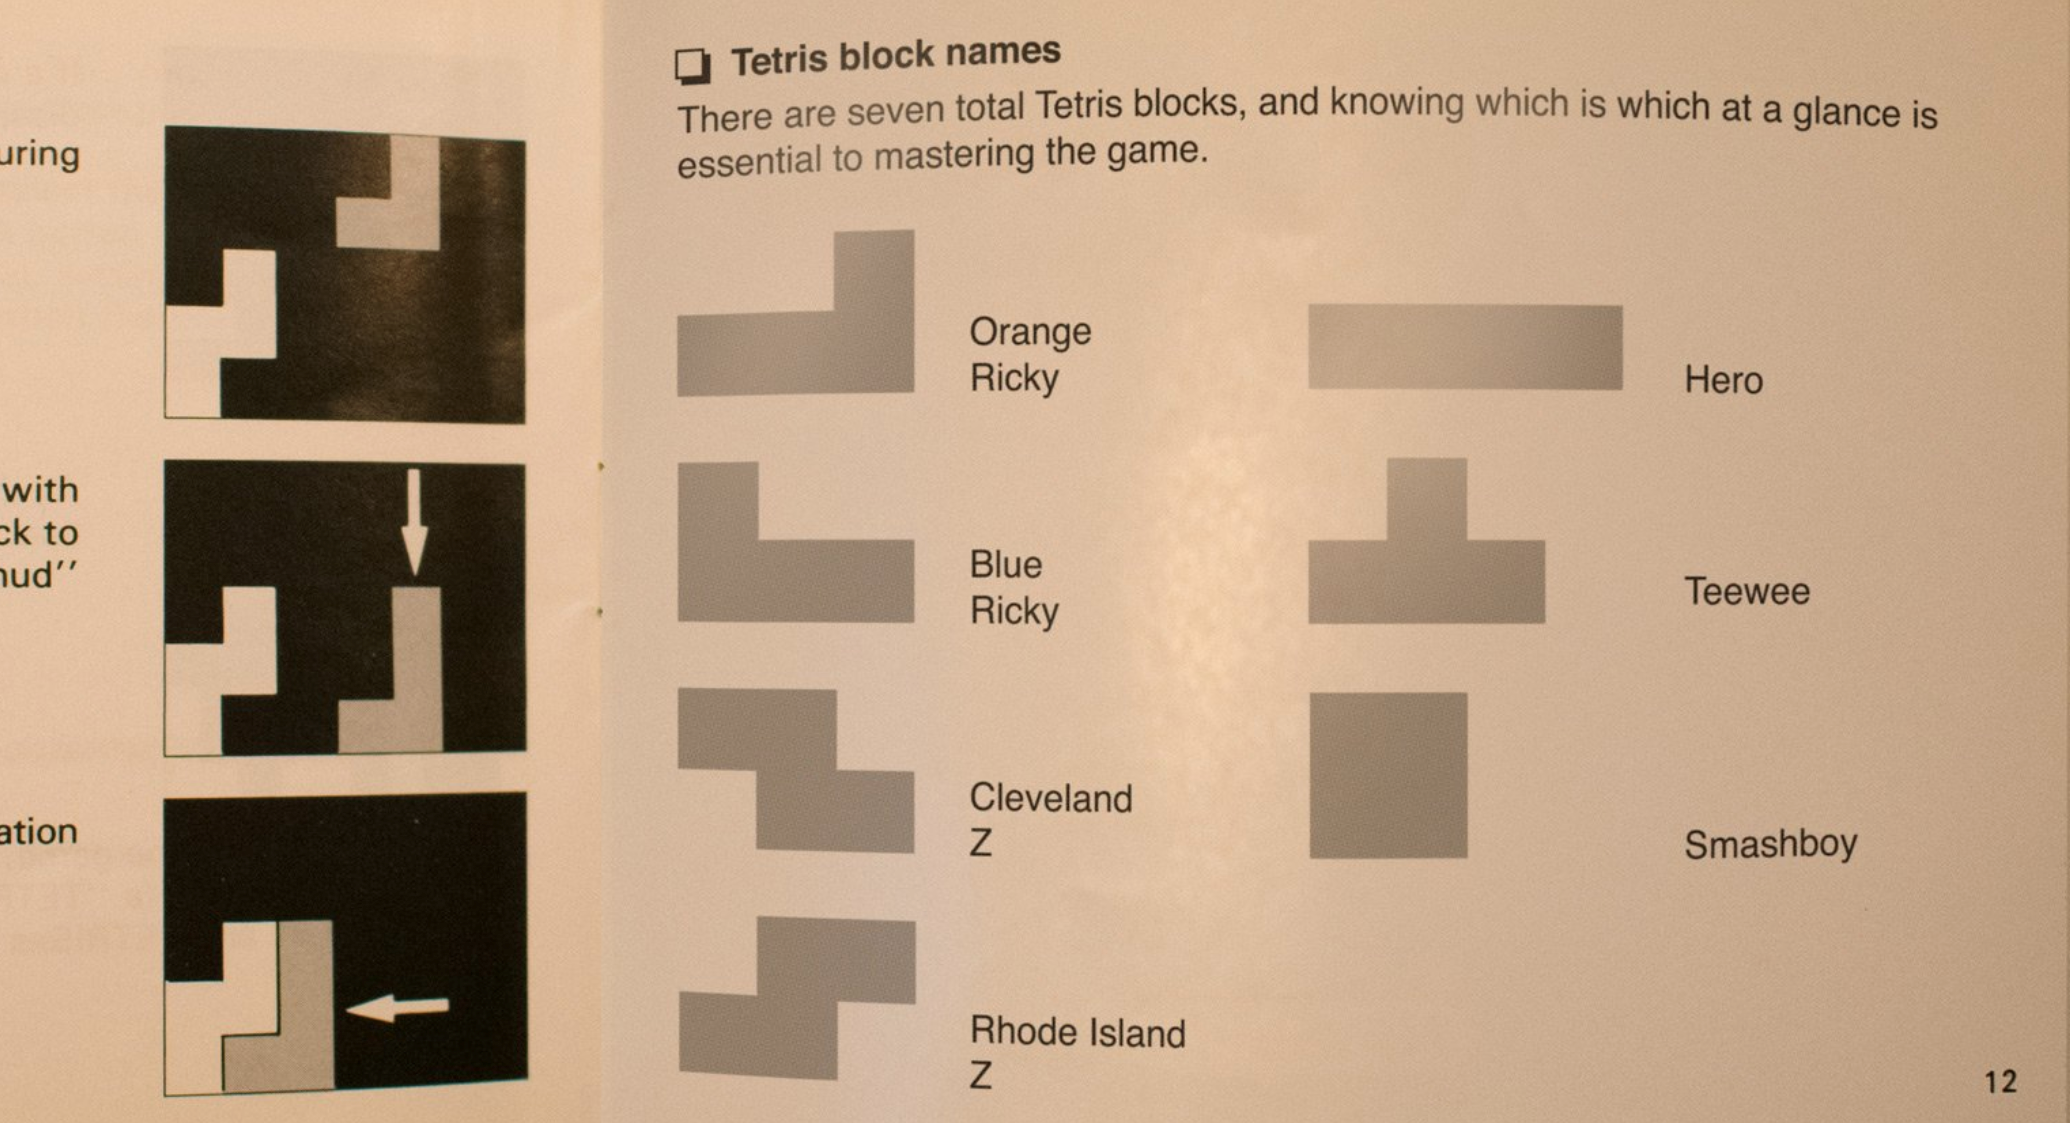 uring
with
ck to
nud''
ation
Tetris block names
There are seven total Tetris blocks, and knowing which is which at a glance is
essential to mastering the game.
Orange
Ricky
Hero
Blue
Ricky
Teewee
Cleveland
Z
Smashboy
Rhode Island
Z
12